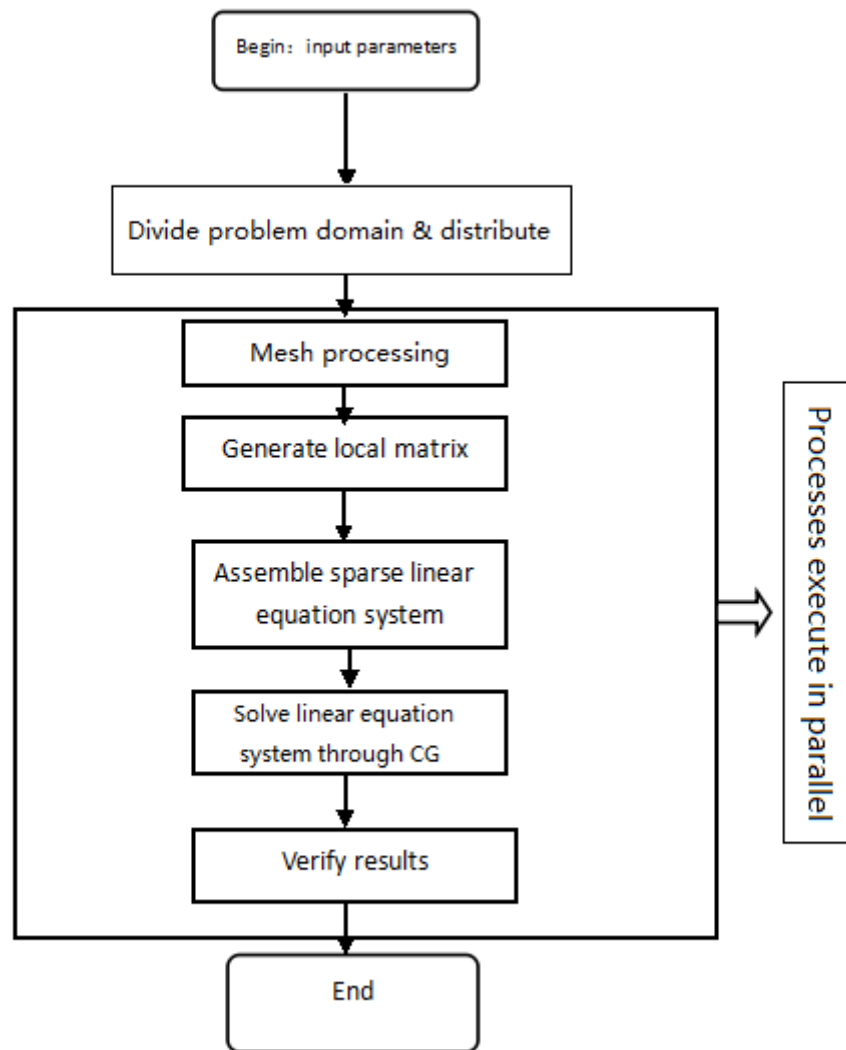 Begin：input parameters
Divide problem domain & distribute
Mesh processing
Generate local matrix
Assemble sparse linear
equation system
Solve linear equation
system through CG
Verify results
End
Processes execute in parallel